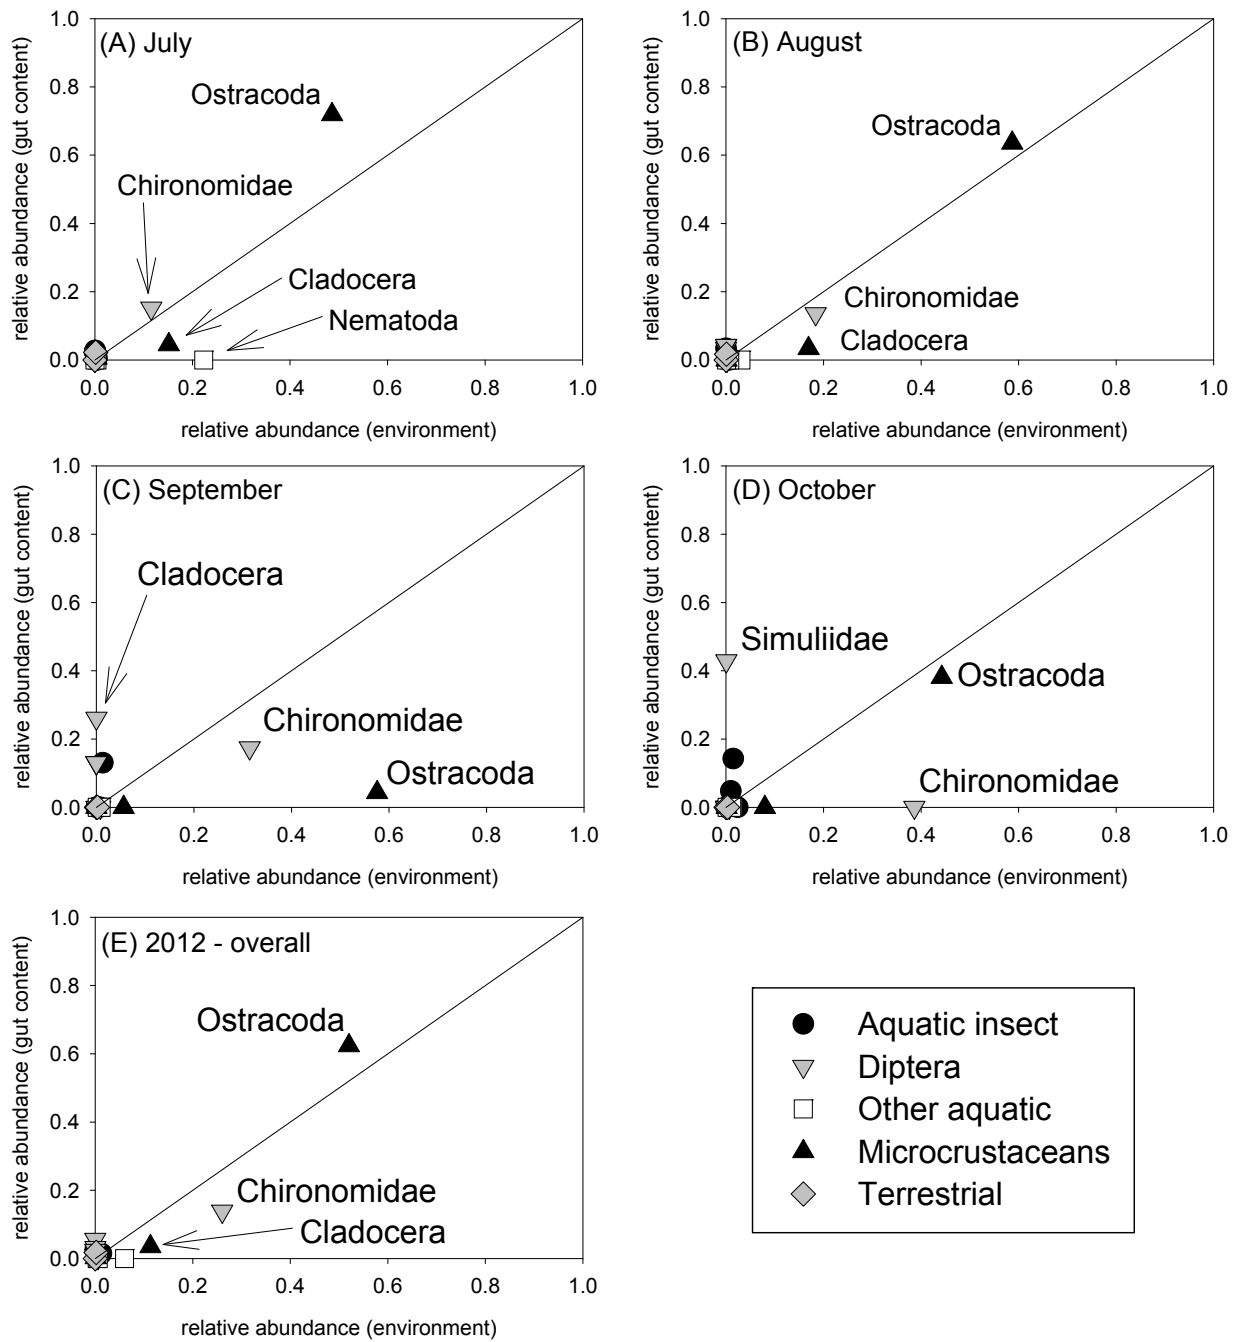 (A) July
1.0
0.8
0.6
0.4
0.2
0.0
relative abundance (gut content)
Ostracoda
Chironomidae
Cladocera
Nematoda
0.0 0.2 0.4 0.6 0.8 1.0
relative abundance (environment)
(B) August
1.0
0.8
0.6
0.4
0.2
0.0
relative abundance (gut content)
Ostracoda
Chironomidae
Cladocera
0.0 0.2 0.4 0.6 0.8 1.0
relative abundance (environment)
(C) September
1.0
0.8
0.6
0.4
0.2
0.0
relative abundance (gut content)
Cladocera
Chironomidae
Ostracoda
0.0 0.2 0.4 0.6 0.8 1.0
relative abundance (environment)
(D) October
1.0
0.8
0.6
0.4
0.2
0.0
relative abundance (gut content)
Simuliidae
Ostracoda
Chironomidae
0.0 0.2 0.4 0.6 0.8 1.0
relative abundance (environment)
(E) 2012 - overall
1.0
0.8
0.6
0.4
0.2
0.0
relative abundance (gut content)
Ostracoda
Chironomidae
Cladocera
0.0 0.2 0.4 0.6 0.8 1.0
relative abundance (environment)
Aquatic insect
Diptera
Other aquatic
Microcrustaceans
Terrestrial